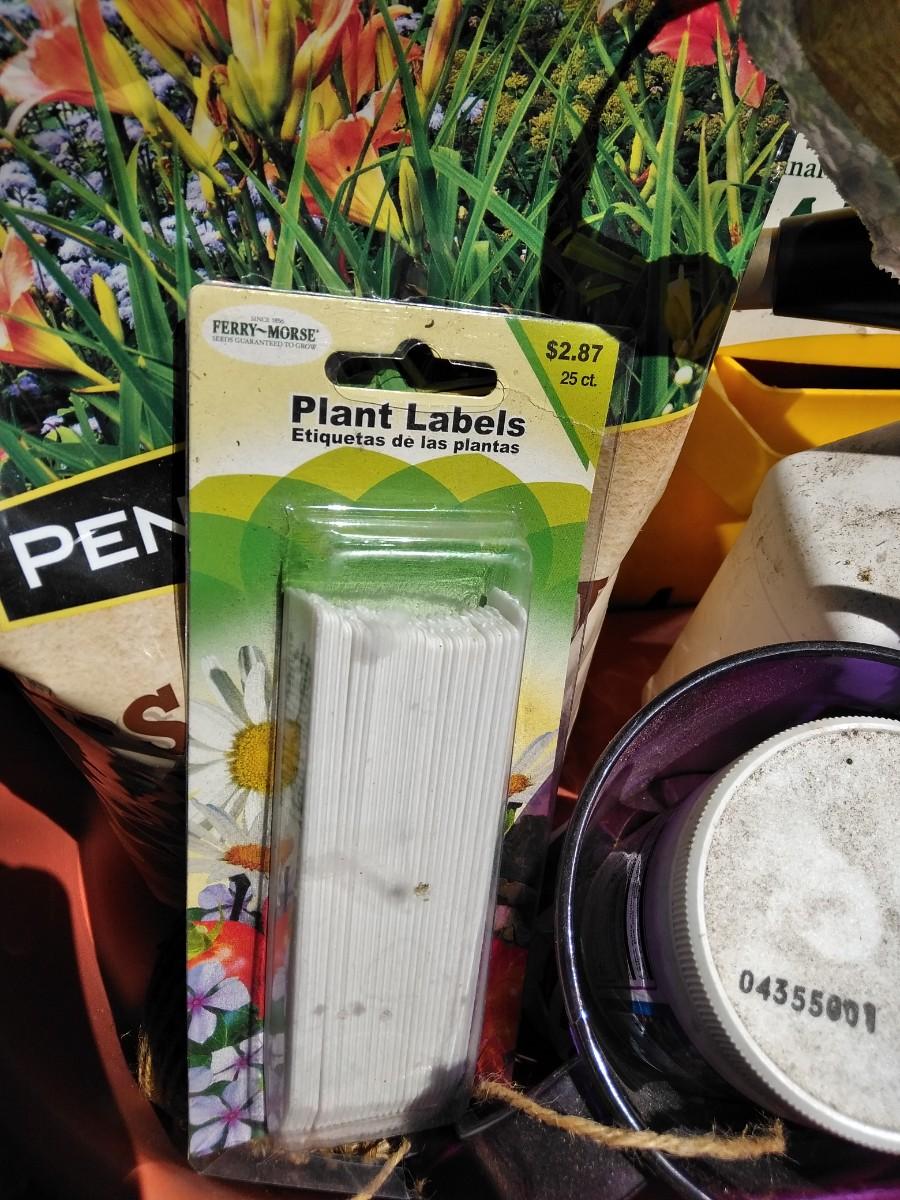 SINCE 1856
FERRY~MORSE®
SEEDS GUARANTEED TO GROW
$2.87
25 ct.
Plant Labels
Etiquetas de las plantas
PEN
S
04355001